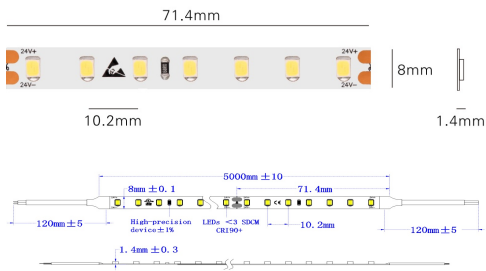 71.4mm
24V+
24V+
24V−
24V−
8mm
10.2mm
1.4mm
5000mm ±10
8mm ±0.1
71.4mm
120mm±5
High-precision
device±1%
LEDs <3 SDCM
CRI90+
10.2mm
120mm±5
1.4mm±0.3